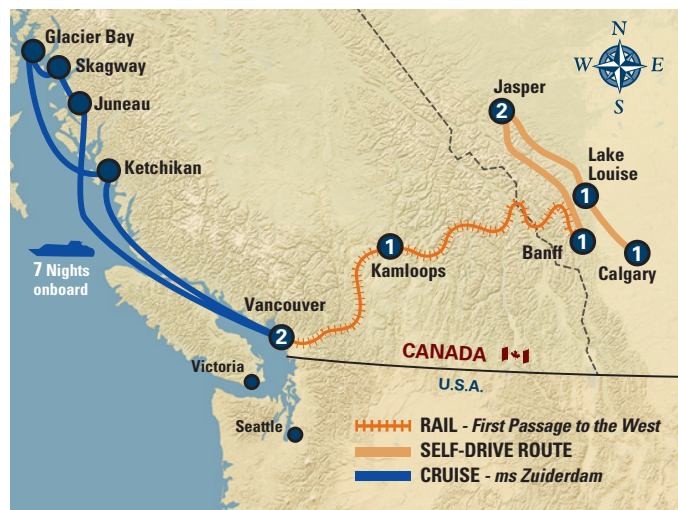 Glacier Bay
Skagway
Juneau
Ketchikan
7 Nights
onboard
N
W
E
S
Jasper
2
Lake
Louise
1
Banff
1
1
Calgary
1
Kamloops
Vancouver
2
Victoria
Seattle
CANADA
U.S.A.
RAIL - First Passage to the West
SELF-DRIVE ROUTE
CRUISE - ms Zuiderdam